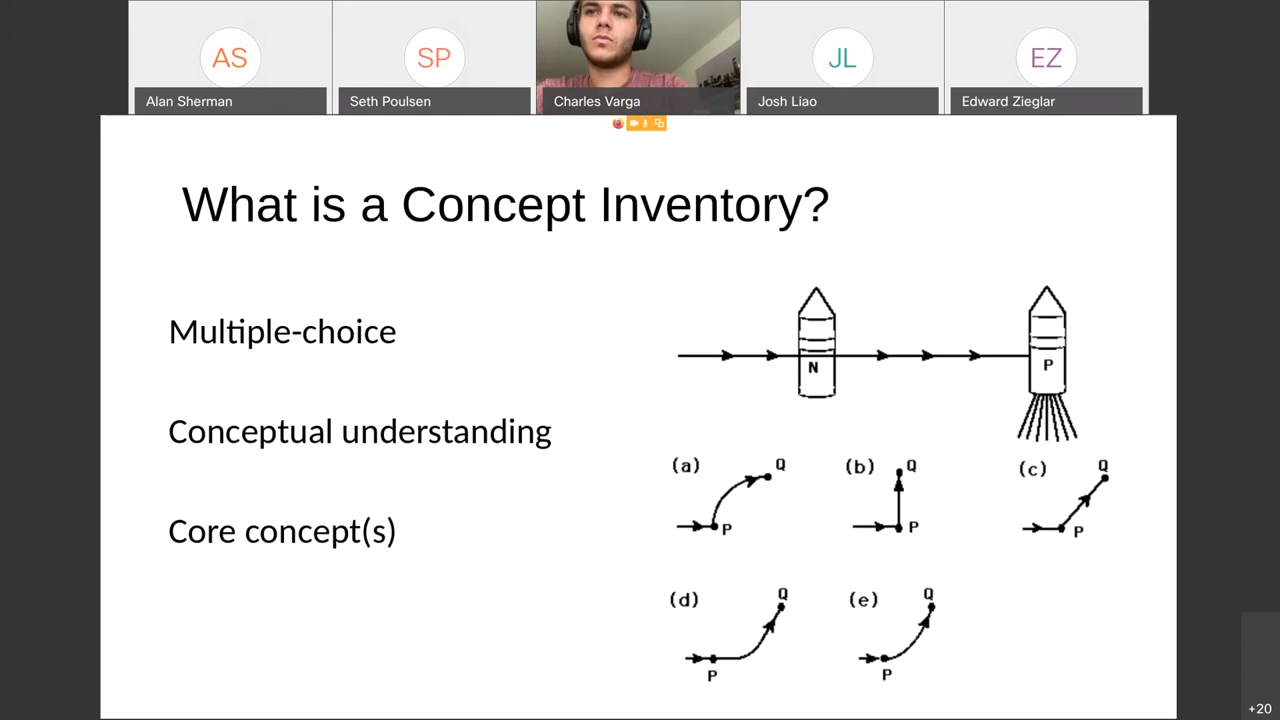 AS SP JL EZ
Alan Sherman Seth Poulsen Charles Varga Josh Liao Edward Zieglar
What is a Concept Inventory?
Multiple-choice
Conceptual understanding
Core concept(s)
N P
(a) Q P (b) Q P (c) Q P
(d) Q P (e) Q P
+20